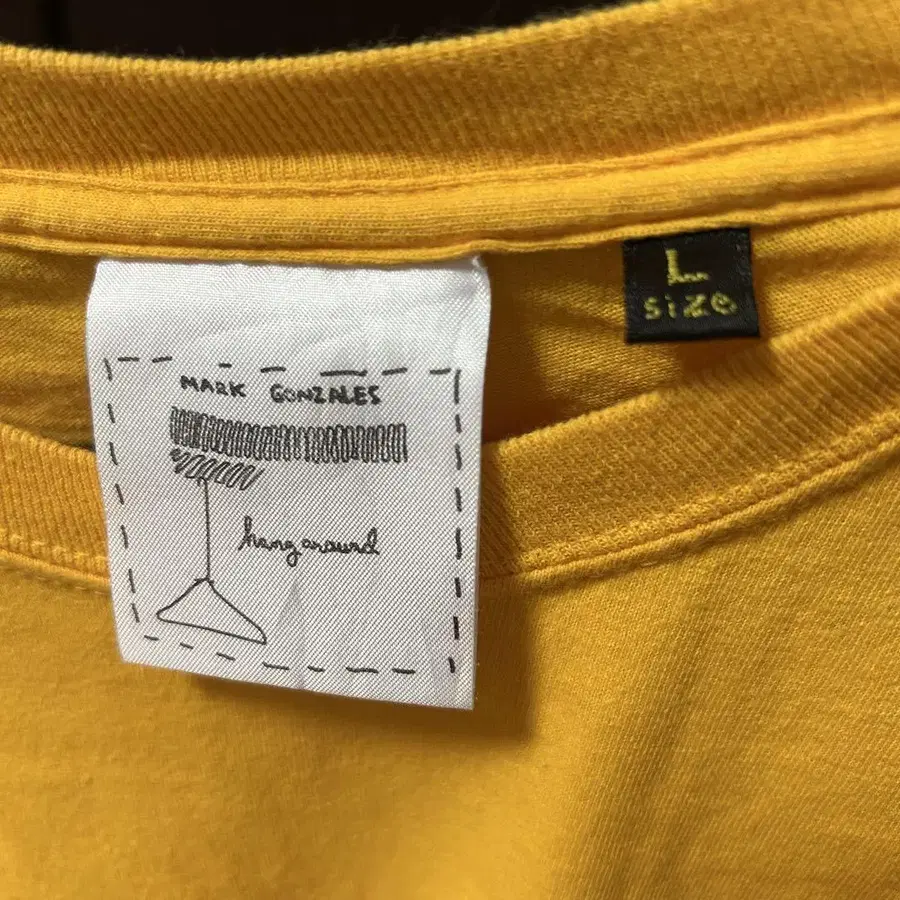 MARK GONZALES
hang around
L
size